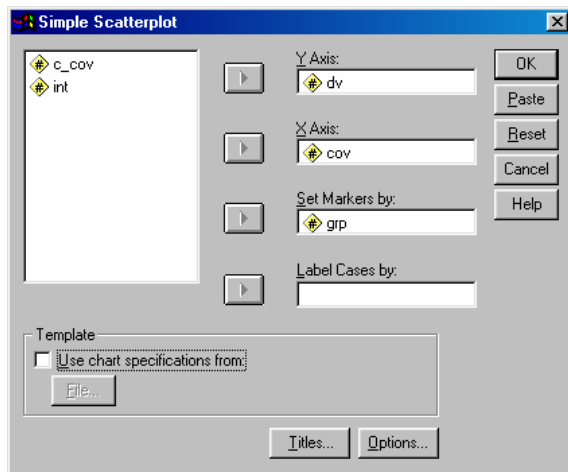 Simple Scatterplot
c_cov
int
Y Axis:
dv
X Axis:
cov
Set Markers by:
grp
Label Cases by:
OK
Paste
Reset
Cancel
Help
Template
Use chart specifications from:
File...
Titles...
Options...